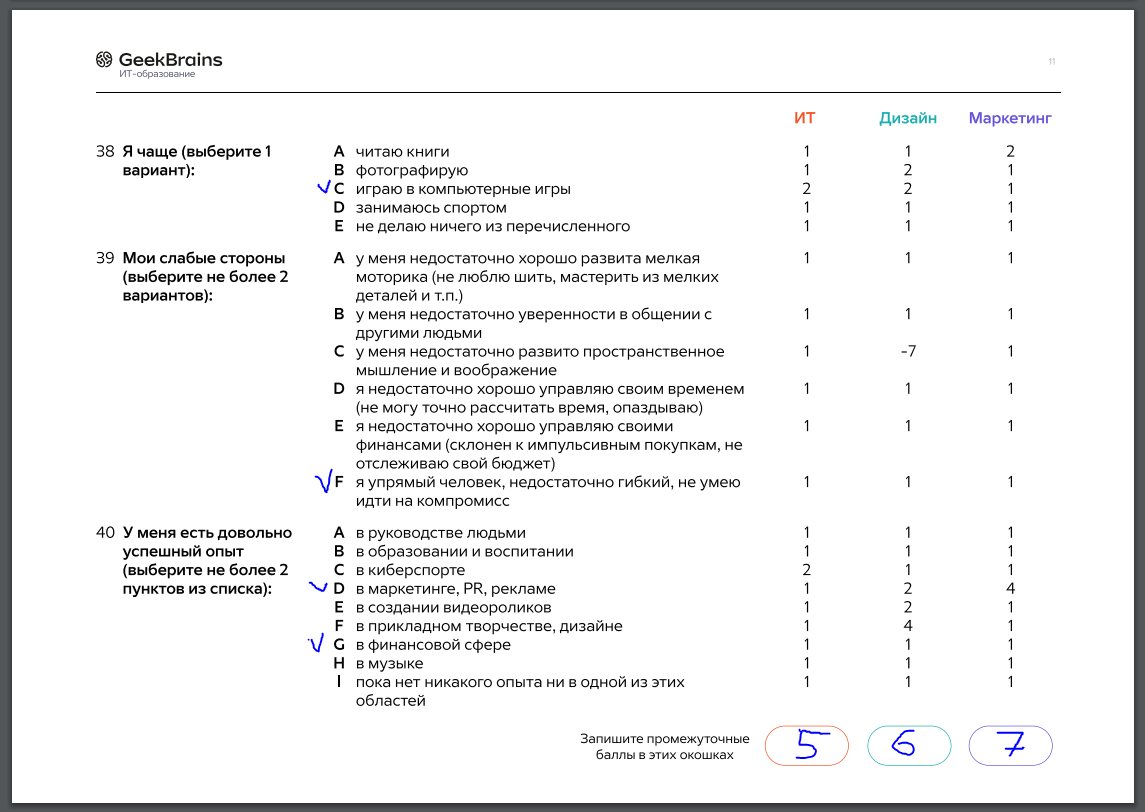 GeekBrains
ИТ-образование
11
ИТ Дизайн Маркетинг
38 Я чаще (выберите 1 вариант):
A читаю книги 1 1 2
B фотографирую 1 2 1
C играю в компьютерные игры 2 2 1
D занимаюсь спортом 1 1 1
E не делаю ничего из перечисленного 1 1 1
39 Мои слабые стороны
(выберите не более 2
вариантов):
A у меня недостаточно хорошо развита мелкая 1 1 1
моторика (не люблю шить, мастерить из мелких
деталей и т.п.)
B у меня недостаточно уверенности в общении с 1 1 1
другими людьми
C у меня недостаточно развито пространственное 1 -7 1
мышление и воображение
D я недостаточно хорошо управляю своим временем 1 1 1
(не могу точно рассчитать время, опаздываю)
E я недостаточно хорошо управляю своими 1 1 1
финансами (склонен к импульсивным покупкам, не
отслеживаю свой бюджет)
F я упрямый человек, недостаточно гибкий, не умею 1 1 1
идти на компромисс
40 У меня есть довольно
успешный опыт
(выберите не более 2
пунктов из списка):
A в руководстве людьми 1 1 1
B в образовании и воспитании 1 1 1
C в киберспорте 2 1 1
D в маркетинге, PR, рекламе 1 2 4
E в создании видеороликов 1 2 1
F в прикладном творчестве, дизайне 1 4 1
G в финансовой сфере 1 1 1
H в музыке 1 1 1
I пока нет никакого опыта ни в одной из этих 1 1 1
областей
Запишите промежуточные
баллы в этих окошках
5 6 7